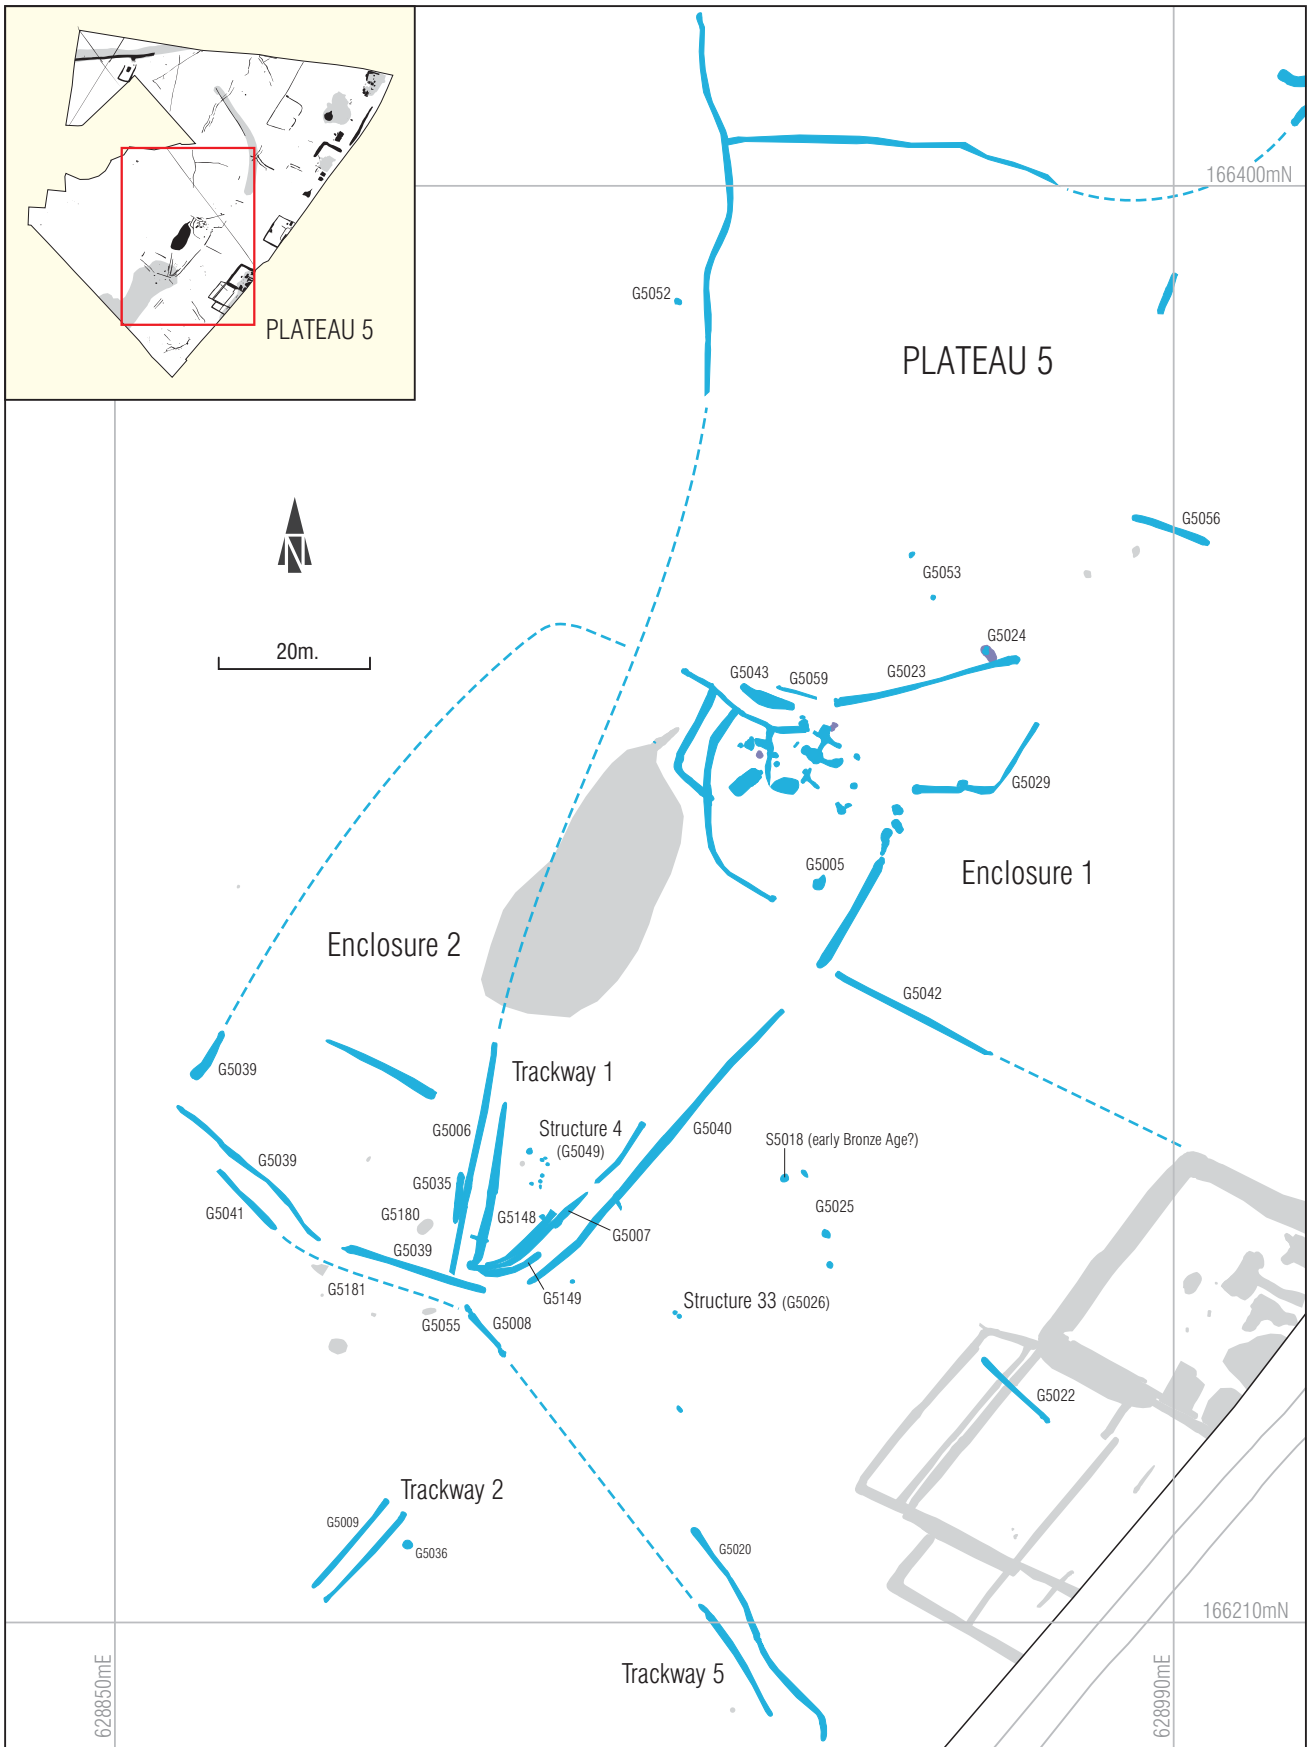 PLATEAU 5
166400mN
G5052
PLATEAU 5
G5056
G5053
N
20m.
G5024
G5043
G5059
G5023
G5029
G5005
Enclosure 1
Enclosure 2
G5042
G5039
Trackway 1
G5006
Structure 4
(G5049)
G5040
S5018 (early Bronze Age?)
G5039
G5035
G5041
G5180
G5148
G5025
G5007
G5039
G5181
G5149
Structure 33 (G5026)
G5055
G5008
G5022
Trackway 2
G5009
G5036
G5020
166210mN
Trackway 5
628850mE
628990mE